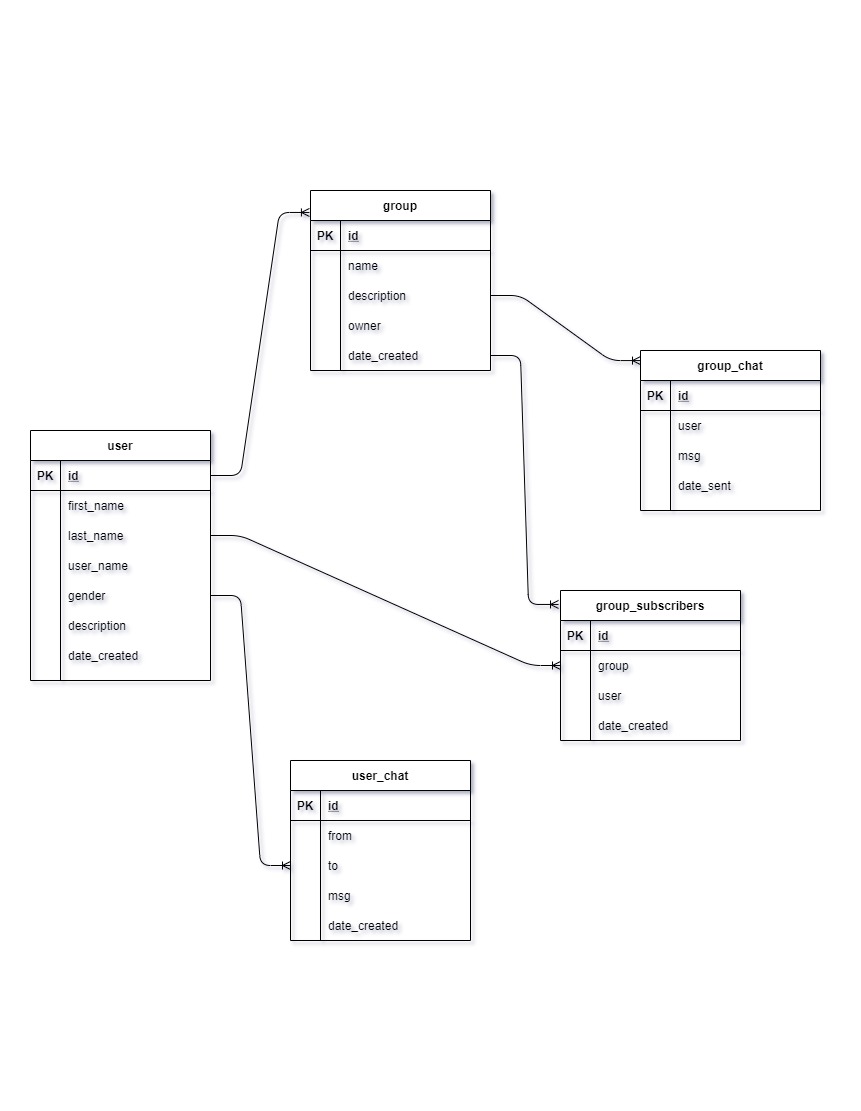 group
PK id
name
description
owner
date_created
group_chat
PK id
user
msg
date_sent
user
PK id
first_name
last_name
user_name
gender
description
date_created
group_subscribers
PK id
group
user
date_created
user_chat
PK id
from
to
msg
date_created